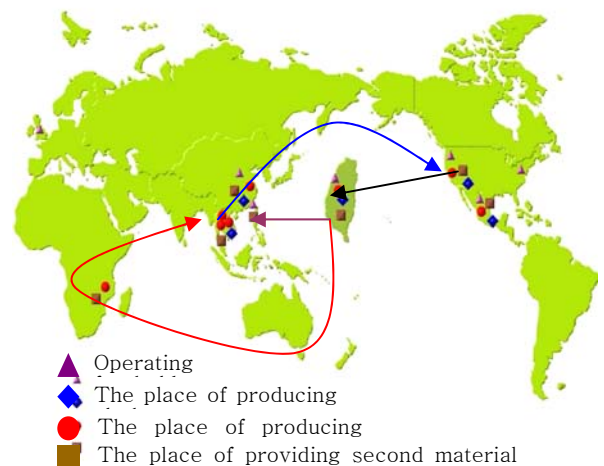 Operating
The place of producing
The place of producing
The place of providing second material